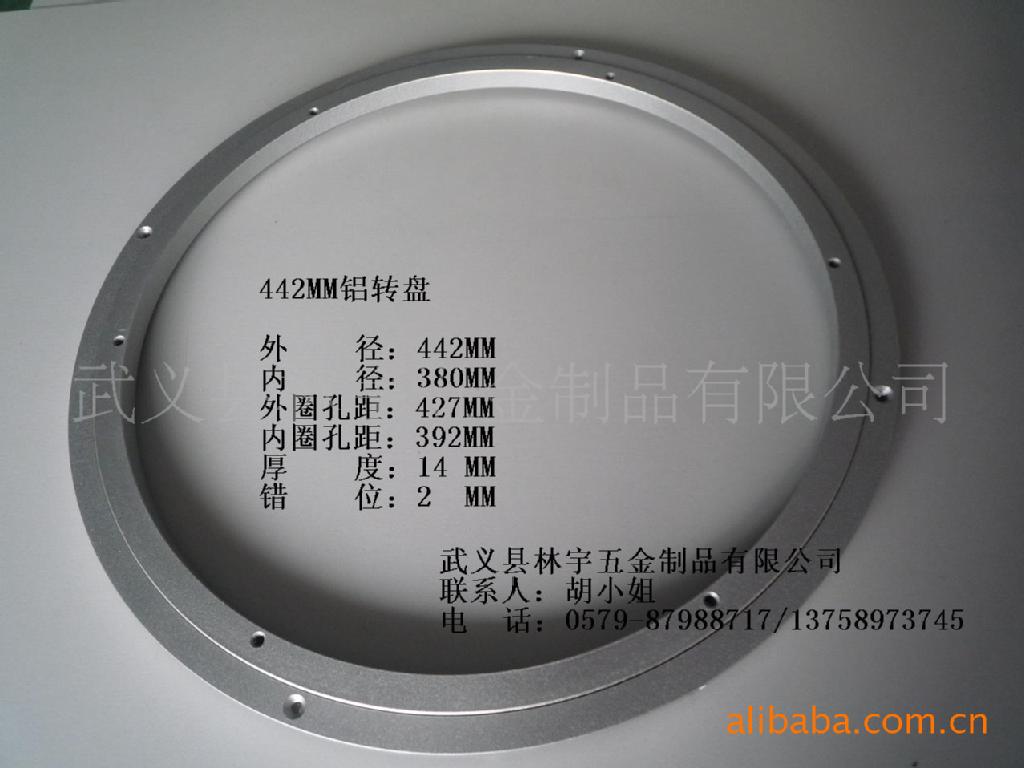 442MM铝转盘
外 径：442MM
内 径：380MM
外圈孔距：427MM
内圈孔距：392MM
厚 度：14 MM
错 位：2 MM
武义县林宇五金制品有限公司
武义县林宇五金制品有限公司
联系人：胡小姐
电 话：0579-87988717/13758973745
alibaba.com.cn